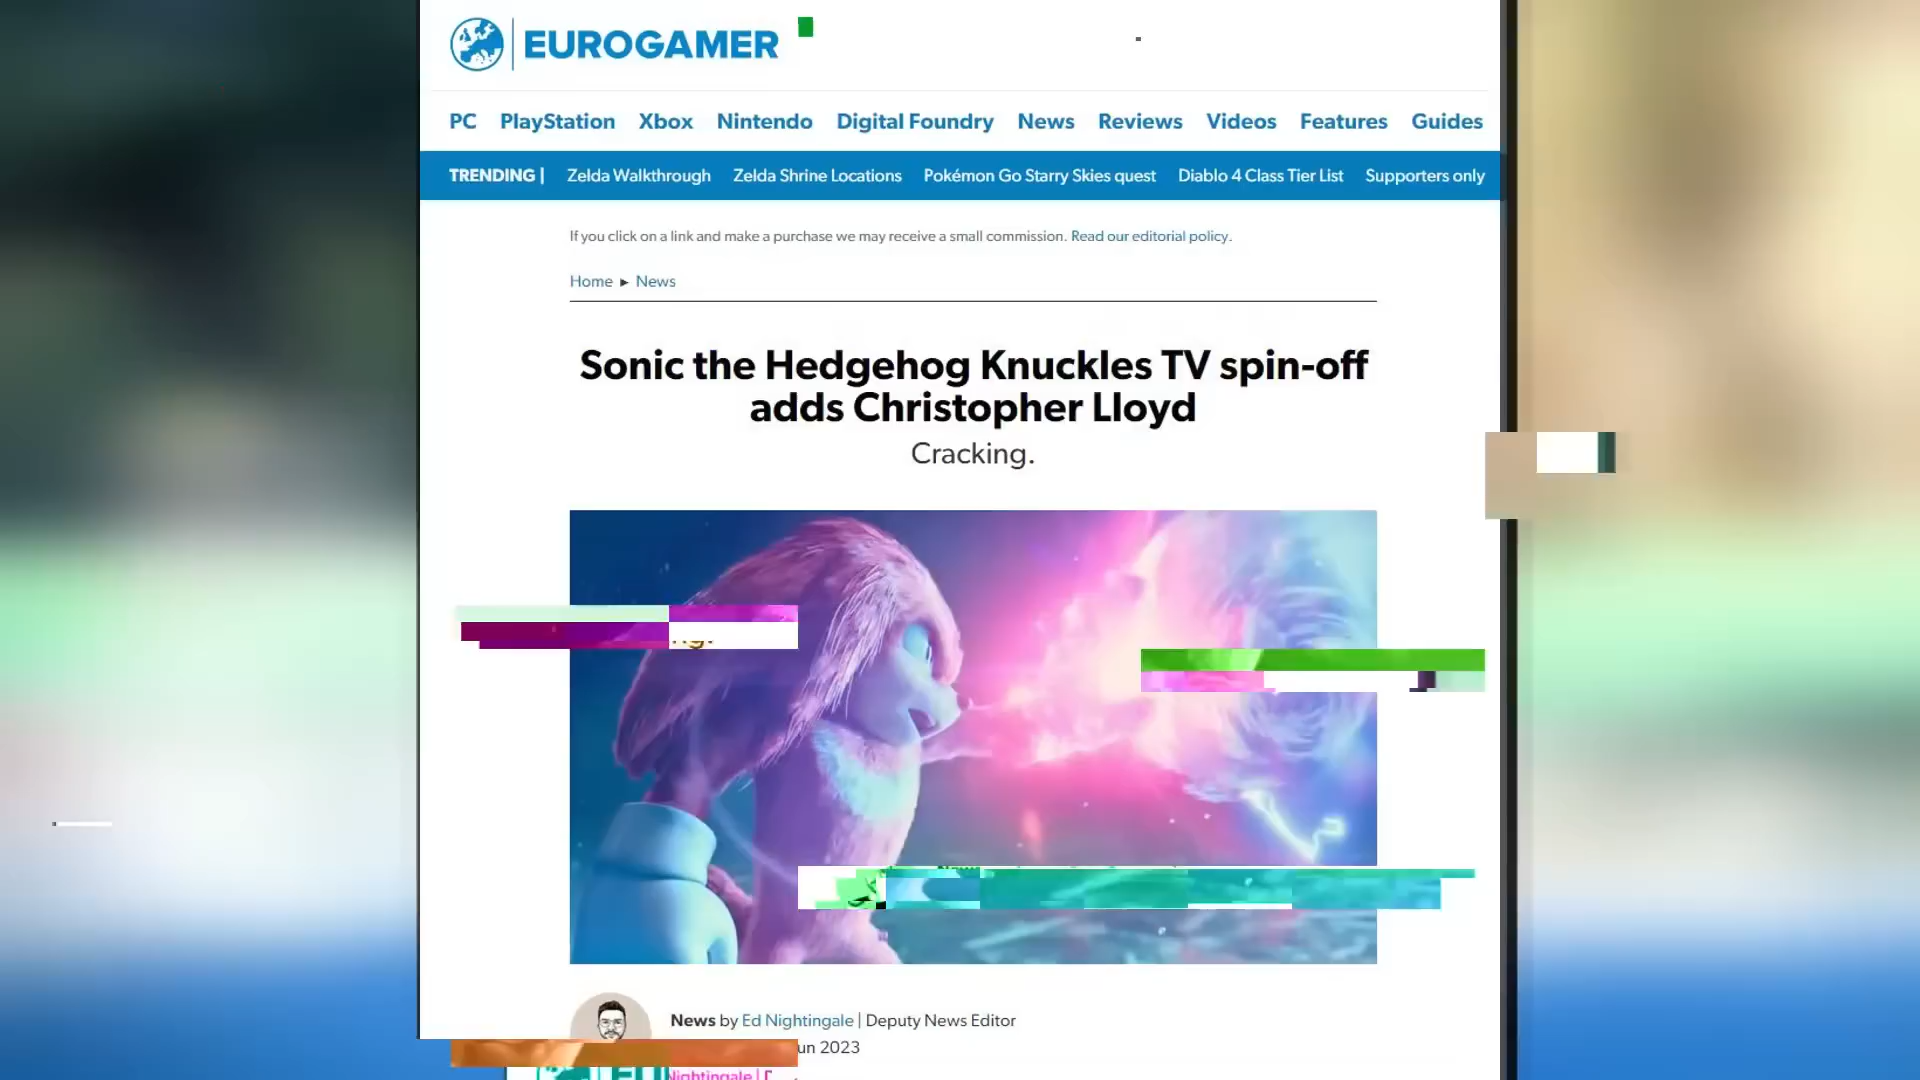 EUROGAMER
PC PlayStation Xbox Nintendo Digital Foundry News Reviews Videos Features Guides
TRENDING | Zelda Walkthrough Zelda Shrine Locations Pokémon Go Starry Skies quest Diablo 4 Class Tier List Supporters only
If you click on a link and make a purchase we may receive a small commission. Read our editorial policy.
Home ► News
Sonic the Hedgehog Knuckles TV spin-off
adds Christopher Lloyd
Cracking.
News by Ed Nightingale | Deputy News Editor
2023
Nightingale |